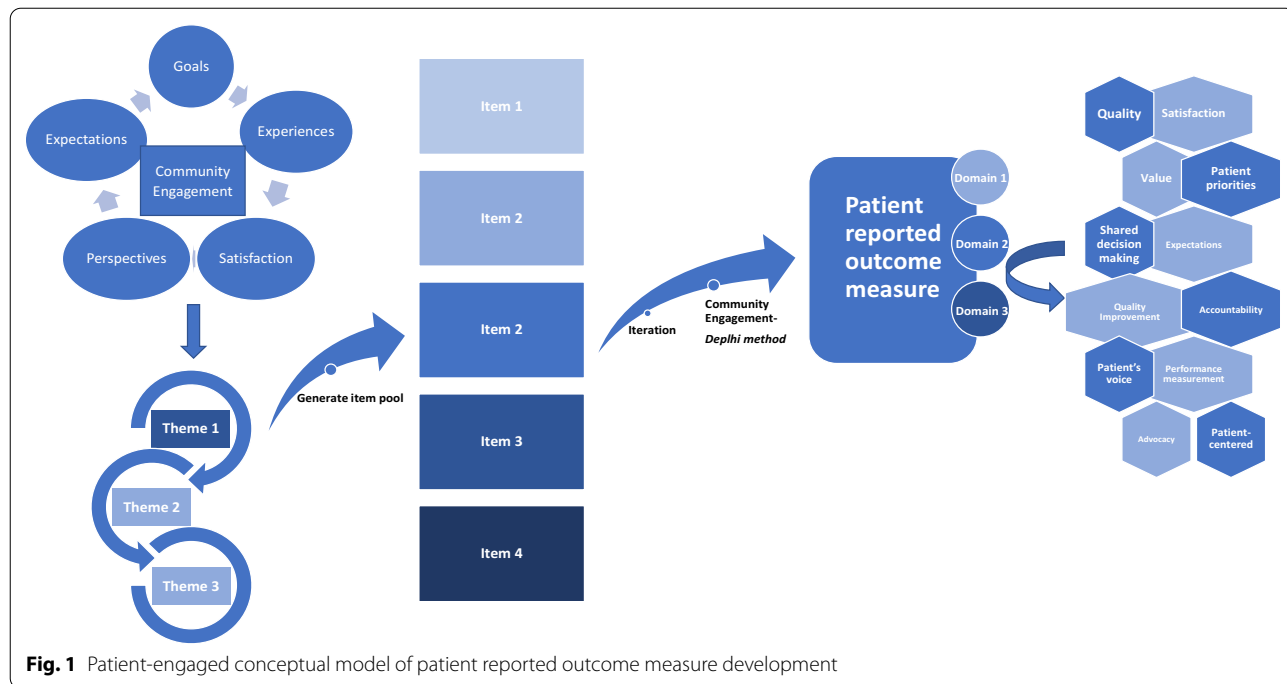 Goals
Expectations
Experiences
Community
Engagement
Perspectives
Satisfaction
Theme 1
Theme 2
Theme 3
Generate item pool
Item 1
Item 2
Item 2
Item 3
Item 4
Iteration
Community
Engagement-
Deplhi method
Patient
reported
outcome
measure
Domain 1
Domain 2
Domain 3
Quality
Satisfaction
Value
Patient
priorities
Shared
decision
making
Expectations
Quality
Improvement
Accountability
Patient's
voice
Performance
measurement
Advocacy
Patient-
centered
Fig. 1 Patient-engaged conceptual model of patient reported outcome measure development